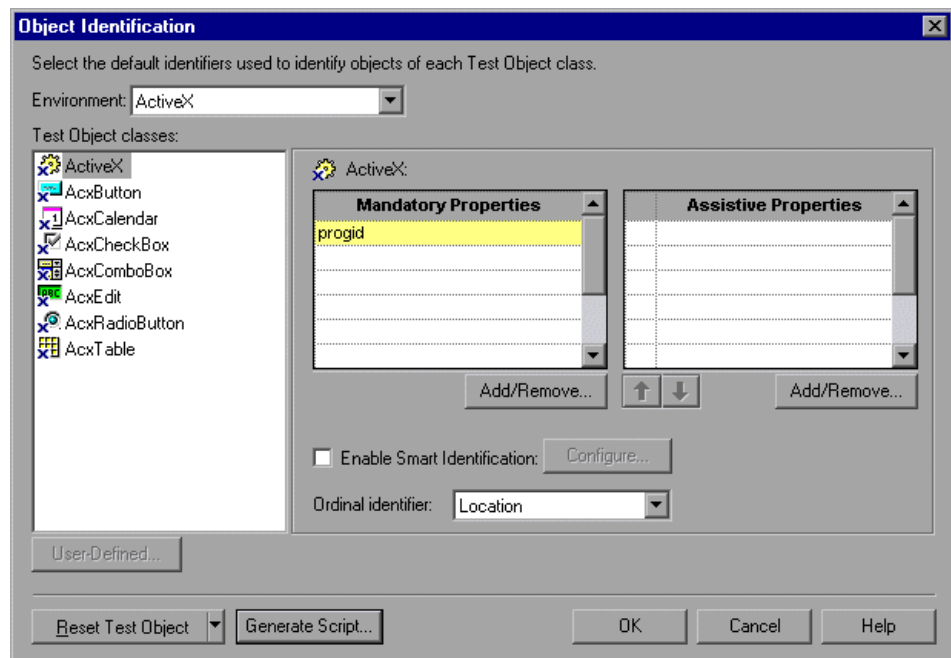 Object Identification
Select the default identifiers used to identify objects of each Test Object class.
Environment: ActiveX
Test Object classes:
ActiveX
AcxButton
AcxCalendar
AcxCheckBox
AcxComboBox
AcxEdit
AcxRadioButton
AcxTable
ActiveX:
Mandatory Properties
progid
Add/Remove...
Assistive Properties
Add/Remove...
Enable Smart Identification: Configure...
Ordinal identifier: Location
User-Defined...
Reset Test Object Generate Script... OK Cancel Help